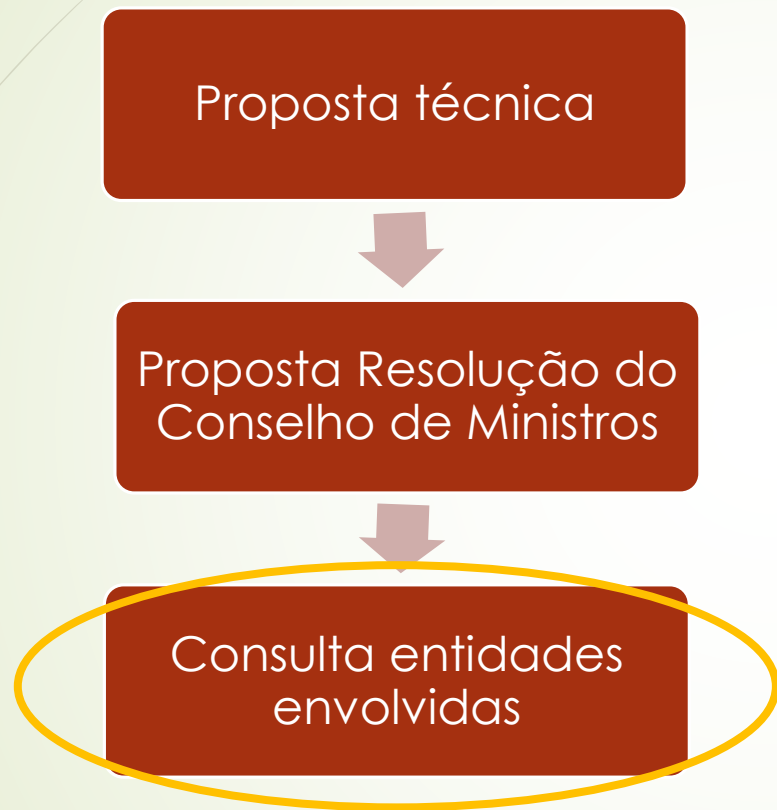 Proposta técnica
Proposta Resolução do
Conselho de Ministros
Consulta entidades
envolvidas